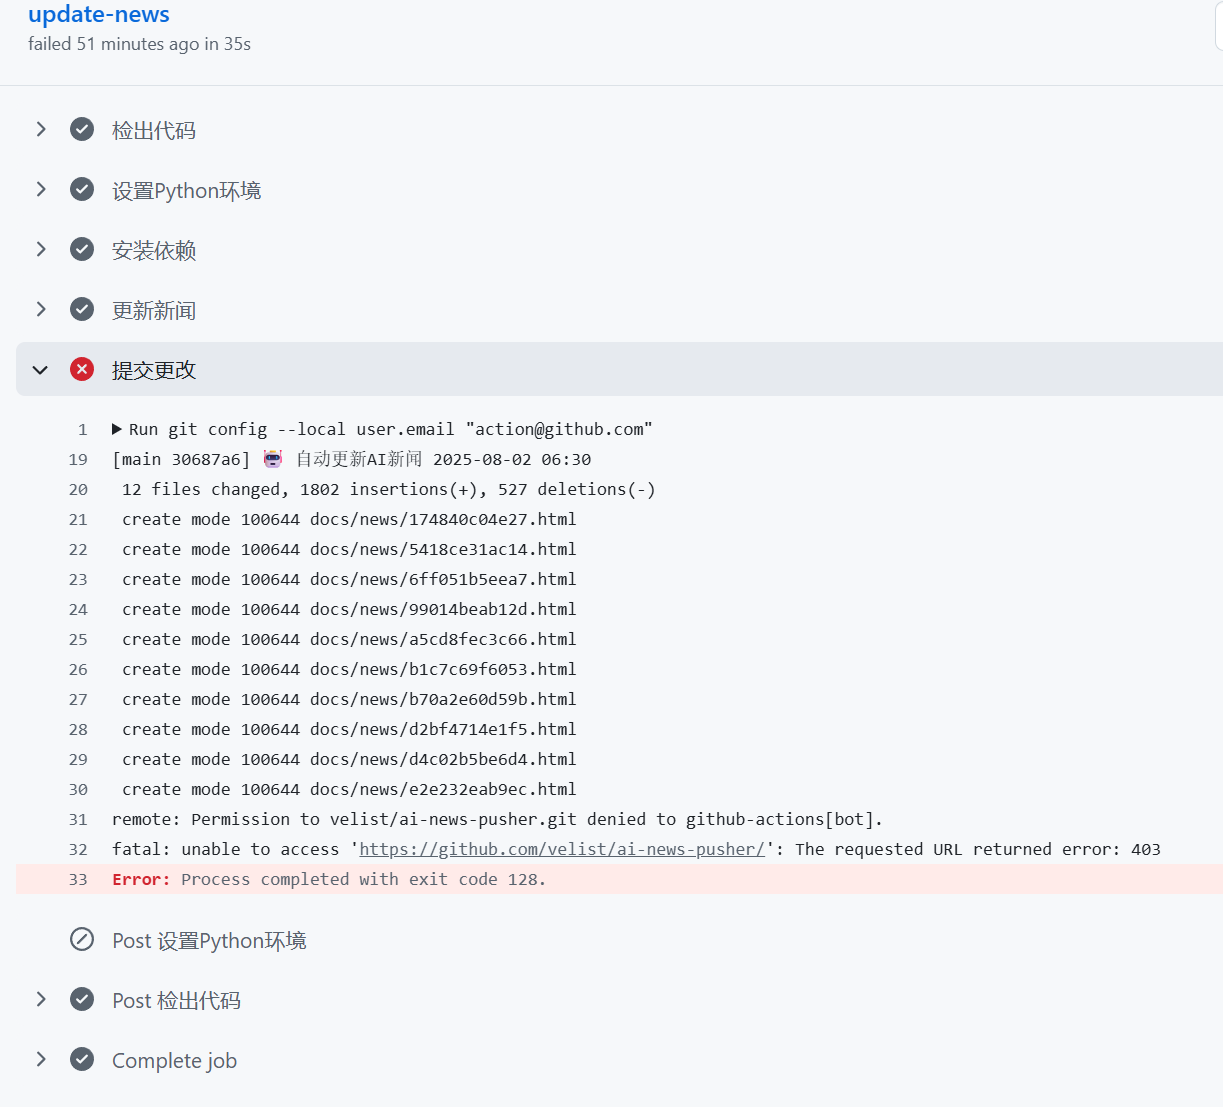 update-news
failed 51 minutes ago in 35s
检出代码
设置Python环境
安装依赖
更新新闻
提交更改
1 Run git config --local user.email "action@github.com"
19 [main 30687a6] 🤖 自动更新AI新闻 2025-08-02 06:30
20 12 files changed, 1802 insertions(+), 527 deletions(-)
21 create mode 100644 docs/news/174840c04e27.html
22 create mode 100644 docs/news/5418ce31ac14.html
23 create mode 100644 docs/news/6ff051b5eea7.html
24 create mode 100644 docs/news/99014beab12d.html
25 create mode 100644 docs/news/a5cd8fec3c66.html
26 create mode 100644 docs/news/b1c7c69f6053.html
27 create mode 100644 docs/news/b70a2e60d59b.html
28 create mode 100644 docs/news/d2bf4714e1f5.html
29 create mode 100644 docs/news/d4c02b5be6d4.html
30 create mode 100644 docs/news/e2e232eab9ec.html
31 remote: Permission to velist/ai-news-pusher.git denied to github-actions[bot].
32 fatal: unable to access 'https://github.com/velist/ai-news-pusher/': The requested URL returned error: 403
33 Error: Process completed with exit code 128.
Post 设置Python环境
Post 检出代码
Complete job